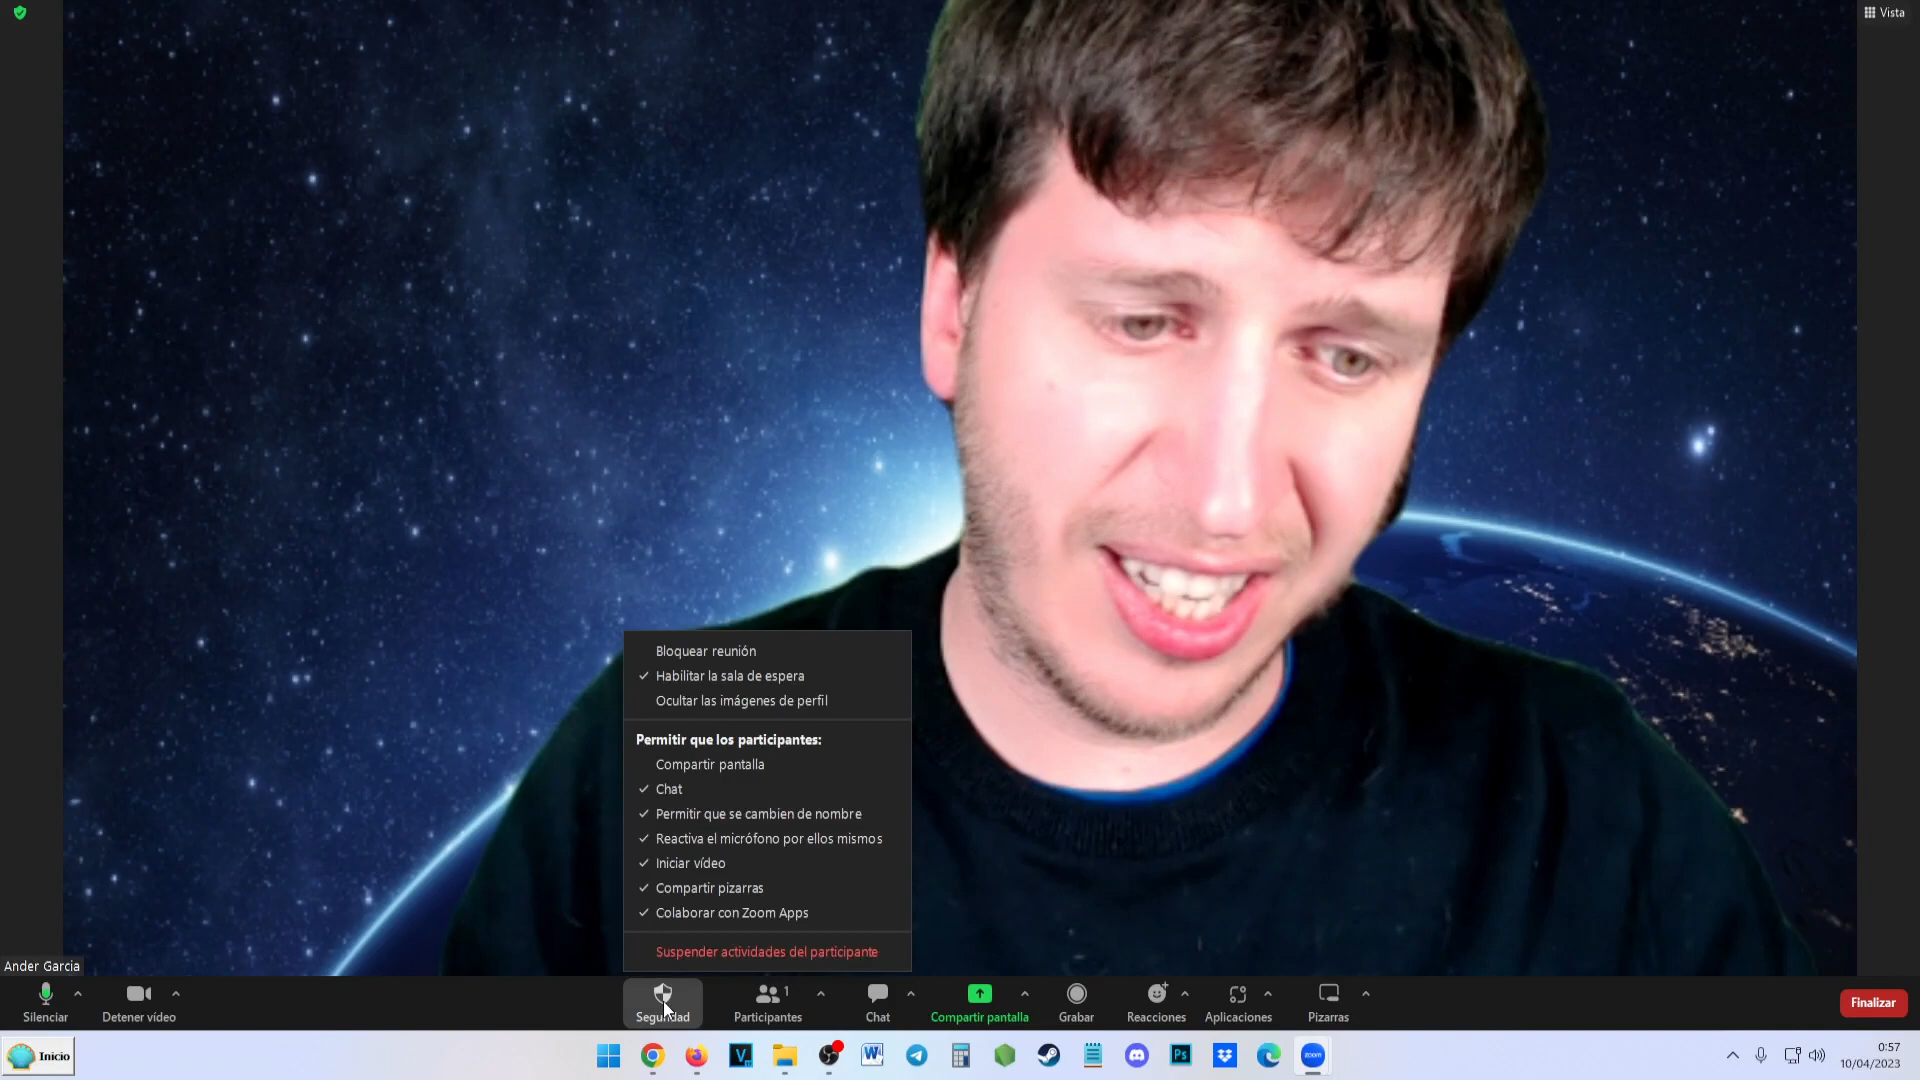 Vista
Bloquear reunión
Habilitar la sala de espera
Ocultar las imágenes de perfil
Permitir que los participantes:
Compartir pantalla
Chat
Permitir que se cambien de nombre
Reactiva el micrófono por ellos mismos
Iniciar vídeo
Compartir pizarras
Colaborar con Zoom Apps
Suspender actividades del participante
Ander Garcia
1
Silenciar
Detener vídeo
Seguridad
Participantes
Chat
Compartir pantalla
Grabar
Reacciones
Aplicaciones
Pizarras
Finalizar
Inicio
V
W
Ps
zoom
0:57
10/04/2023